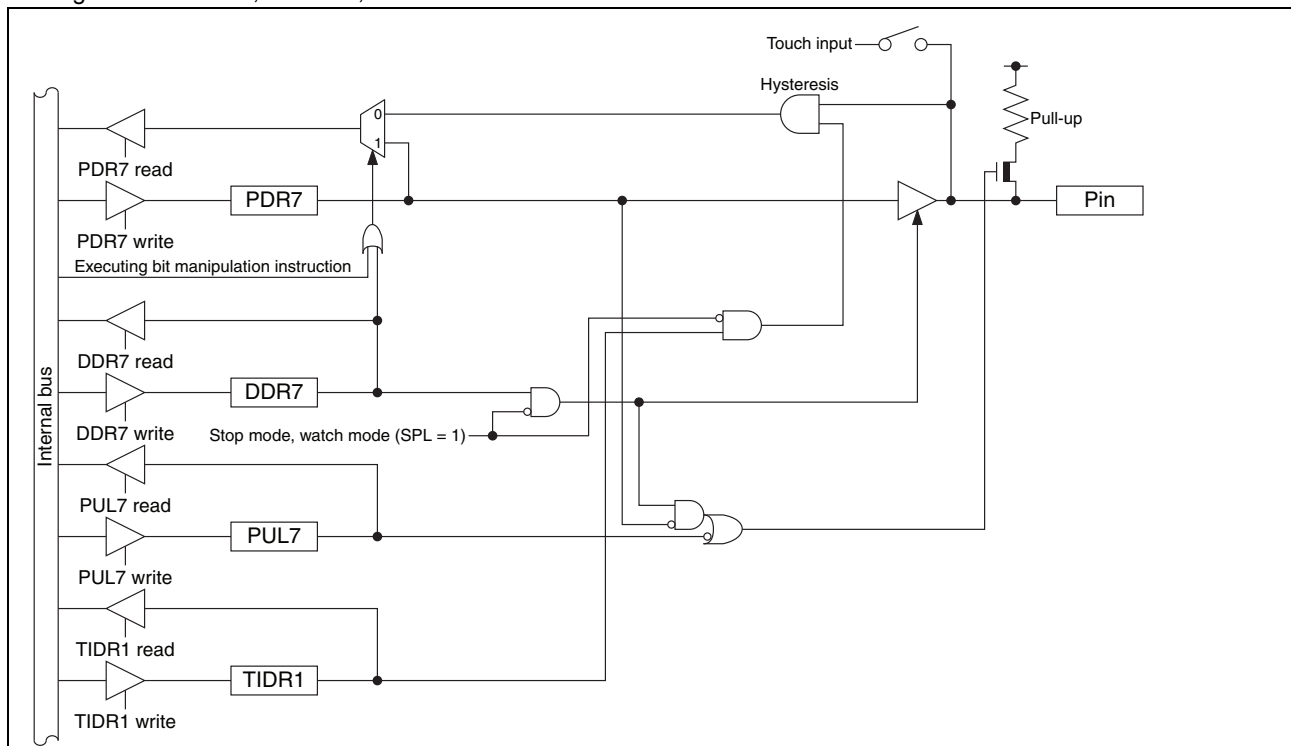 Touch input
Hysteresis
0
Pull-up
1
PDR7 read
PDR7
Pin
PDR7 write
Executing bit manipulation instruction
DDR7 read
DDR7
DDR7 write
Stop mode, watch mode (SPL = 1)
Internal bus
PUL7 read
PUL7
PUL7 write
TIDR1 read
TIDR1
TIDR1 write